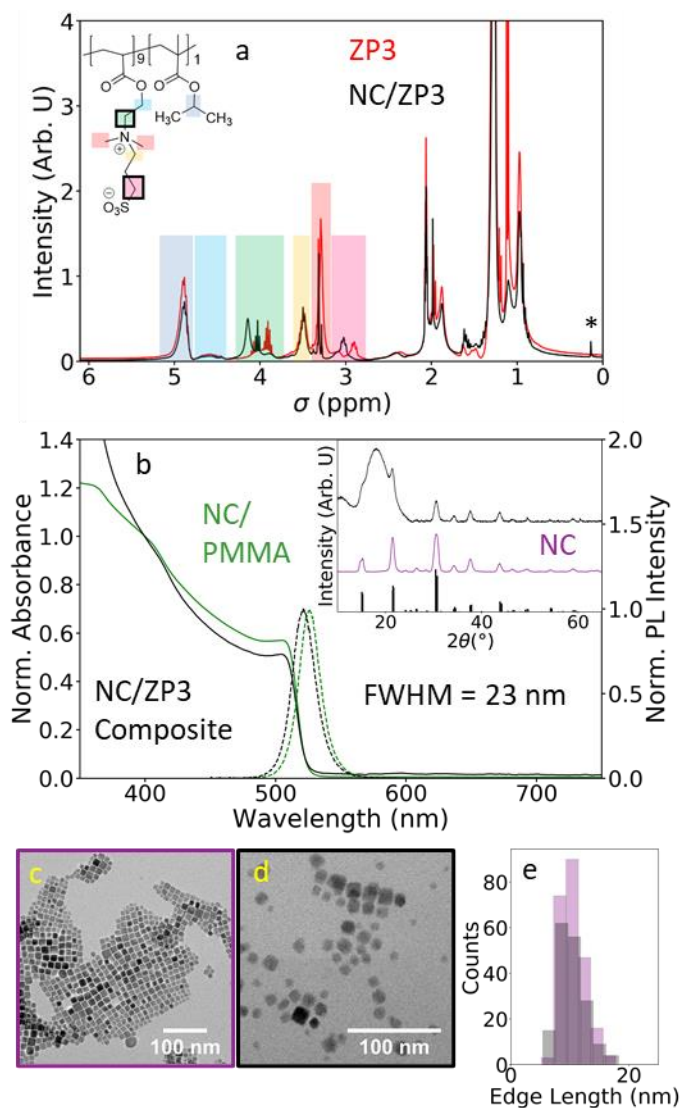 4
3
2
1
0
Intensity (Arb. U)
a
ZP3
NC/ZP3
9
1
O
O
O
O
H₃C
CH₃
N
⊕
⊖
O₃S
*
6
5
4
3
2
1
0
σ (ppm)
1.4
1.2
1.0
0.8
0.6
0.4
0.2
0.0
Norm. Absorbance
b
NC/
PMMA
NC/ZP3
Composite
FWHM = 23 nm
Intensity (Arb. U)
NC
20
40
60
2θ(°)
2.0
1.5
1.0
0.5
0.0
Norm. PL Intensity
400
500
600
700
Wavelength (nm)
c
100 nm
d
100 nm
e
80
60
40
20
0
Counts
0
20
Edge Length (nm)